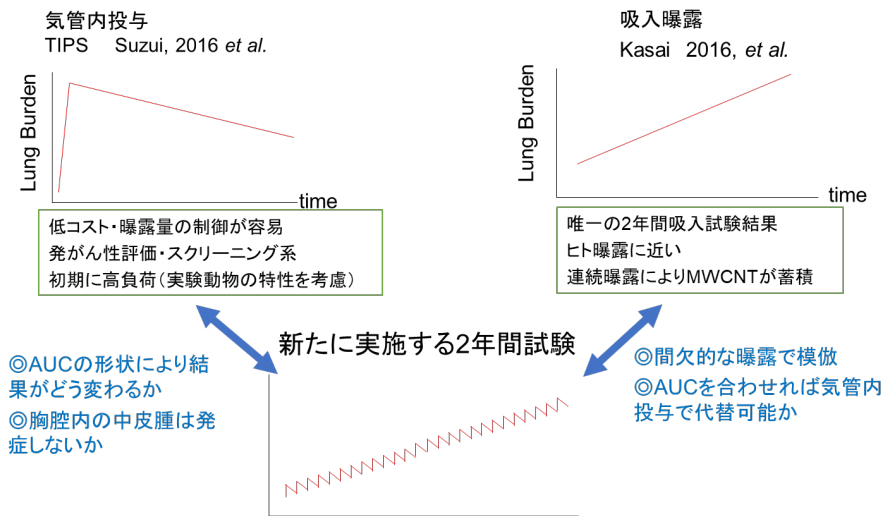 気管内投与
TIPS Suzui, 2016 et al.
Lung Burden
time
低コスト・曝露量の制御が容易
発がん性評価・スクリーニング系
初期に高負荷（実験動物の特性を考慮）
吸入曝露
Kasai 2016, et al.
Lung Burden
time
唯一の2年間吸入試験結果
ヒト曝露に近い
連続曝露によりMWCNTが蓄積
新たに実施する2年間試験
◎AUCの形状により結
果がどう変わるか
◎胸腔内の中皮腫は発
症しないか
◎間欠的な曝露で模倣
◎AUCを合わせれば気管内
投与で代替可能か